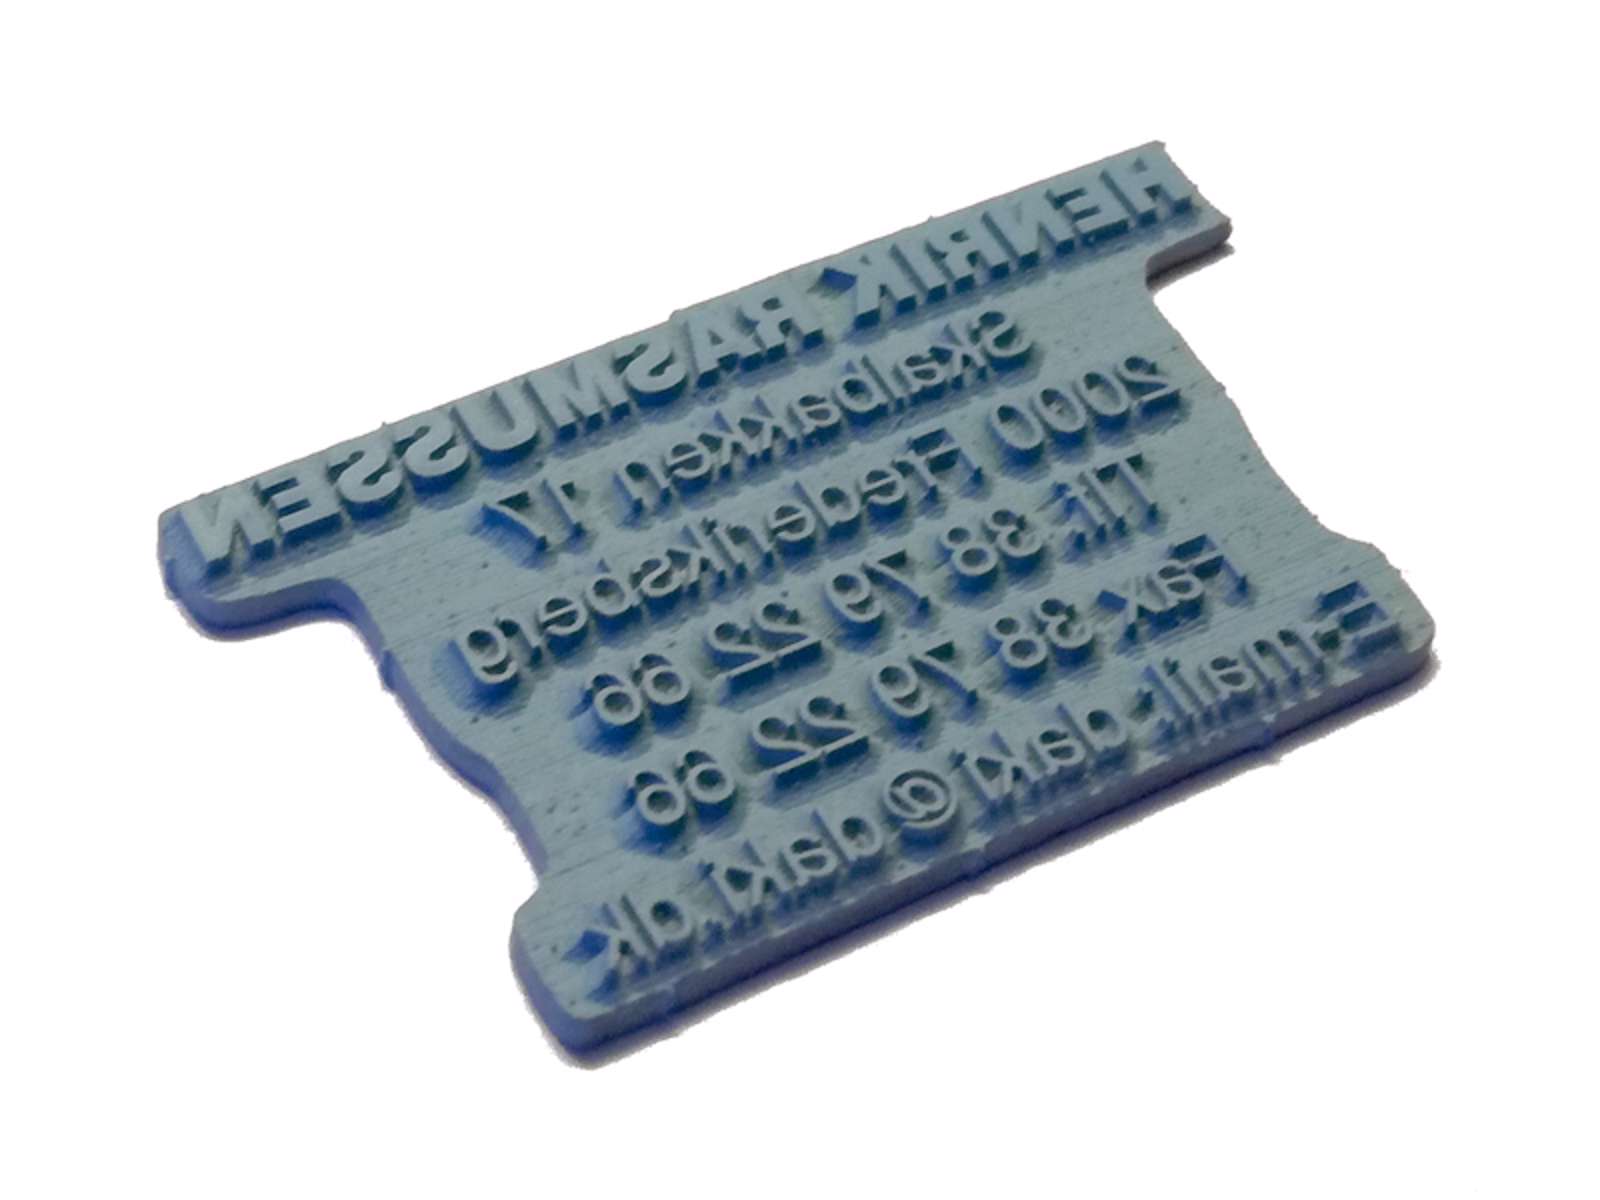 HENRIK RASMUSSEN
Skalbakken 17
2000 Frederiksberg
Tlf. 38 79 22 66
Fax 38 79 22 66
E-mail: daki@daki.dk